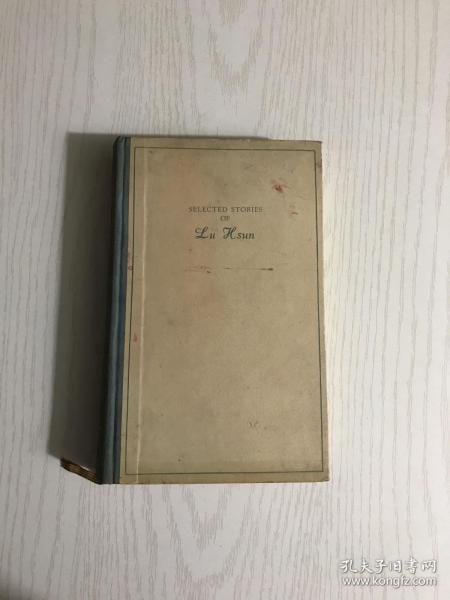 SELECTED STORIES
OF
Lu Hsun
孔夫子旧书网
www.kongfz.com